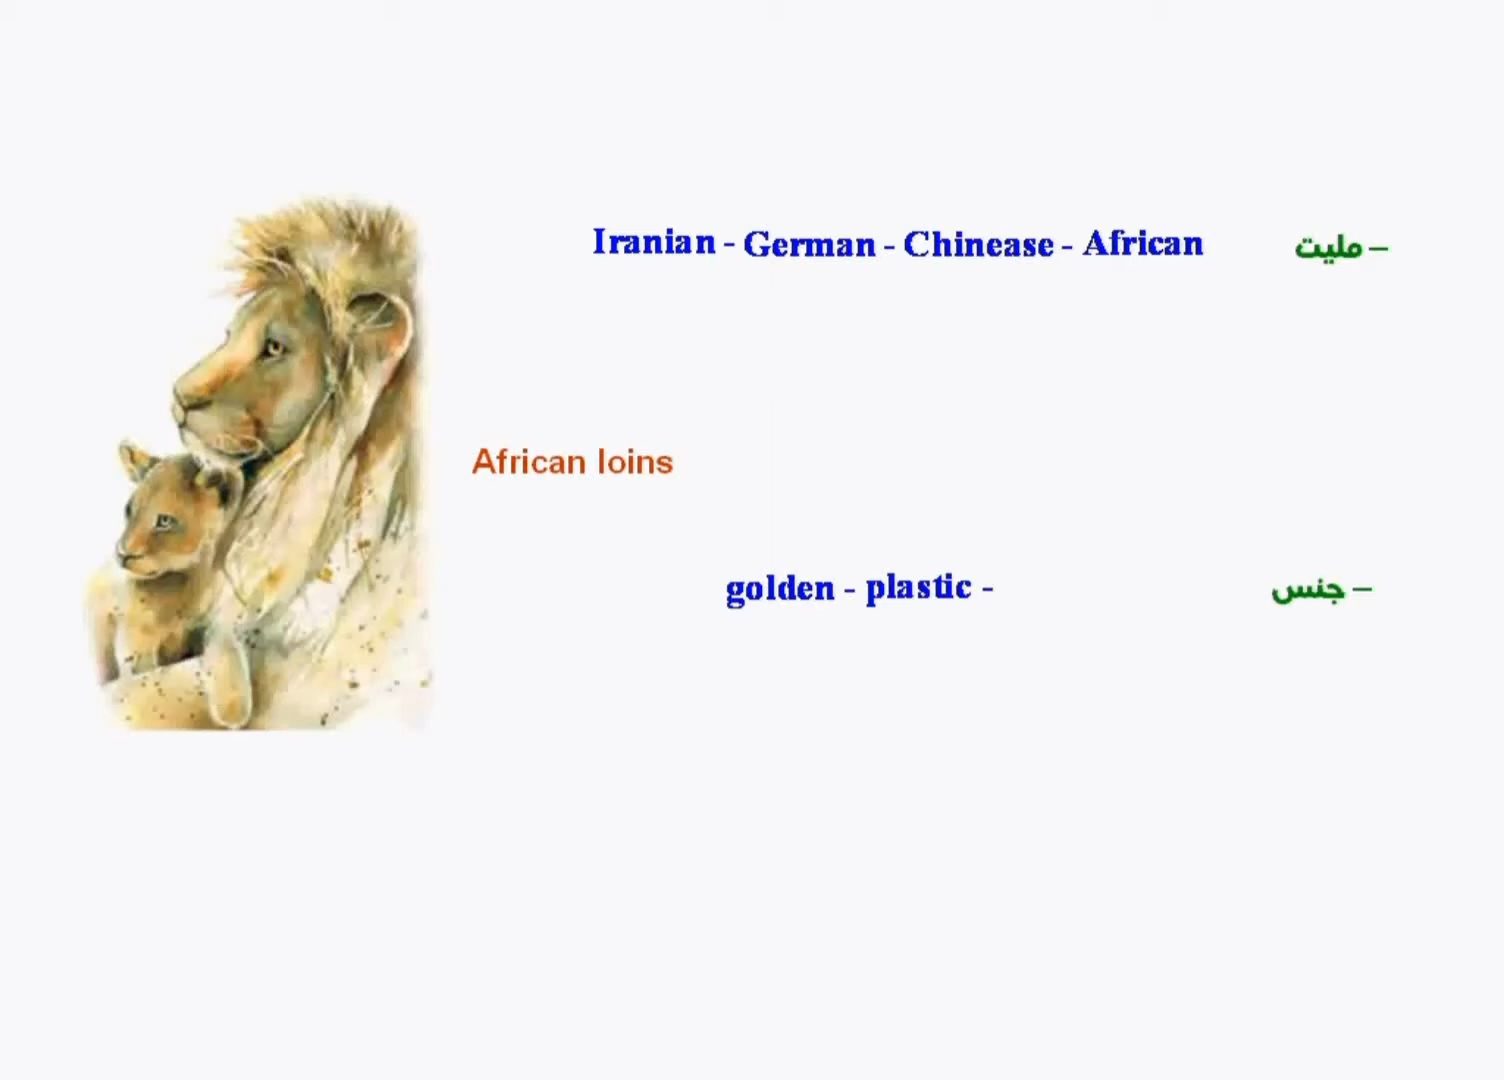 Iranian - German - Chinease - African – ملیت
African loins
golden - plastic - – جنس